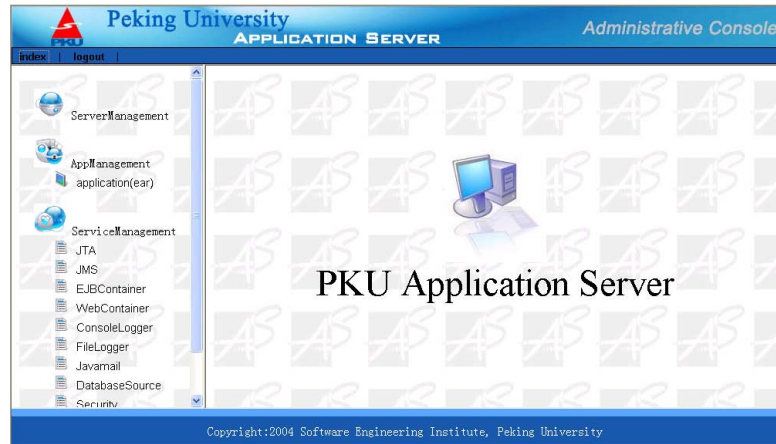 Peking University
APPLICATION SERVER
Administrative Console
PKU
index | logout |
ServerManagement
AppManagement
application(ear)
ServiceManagement
JTA
JMS
EJBContainer
WebContainer
ConsoleLogger
FileLogger
Javamail
DatabaseSource
Security
PKU Application Server
Copyright:2004 Software Engineering Institute, Peking University